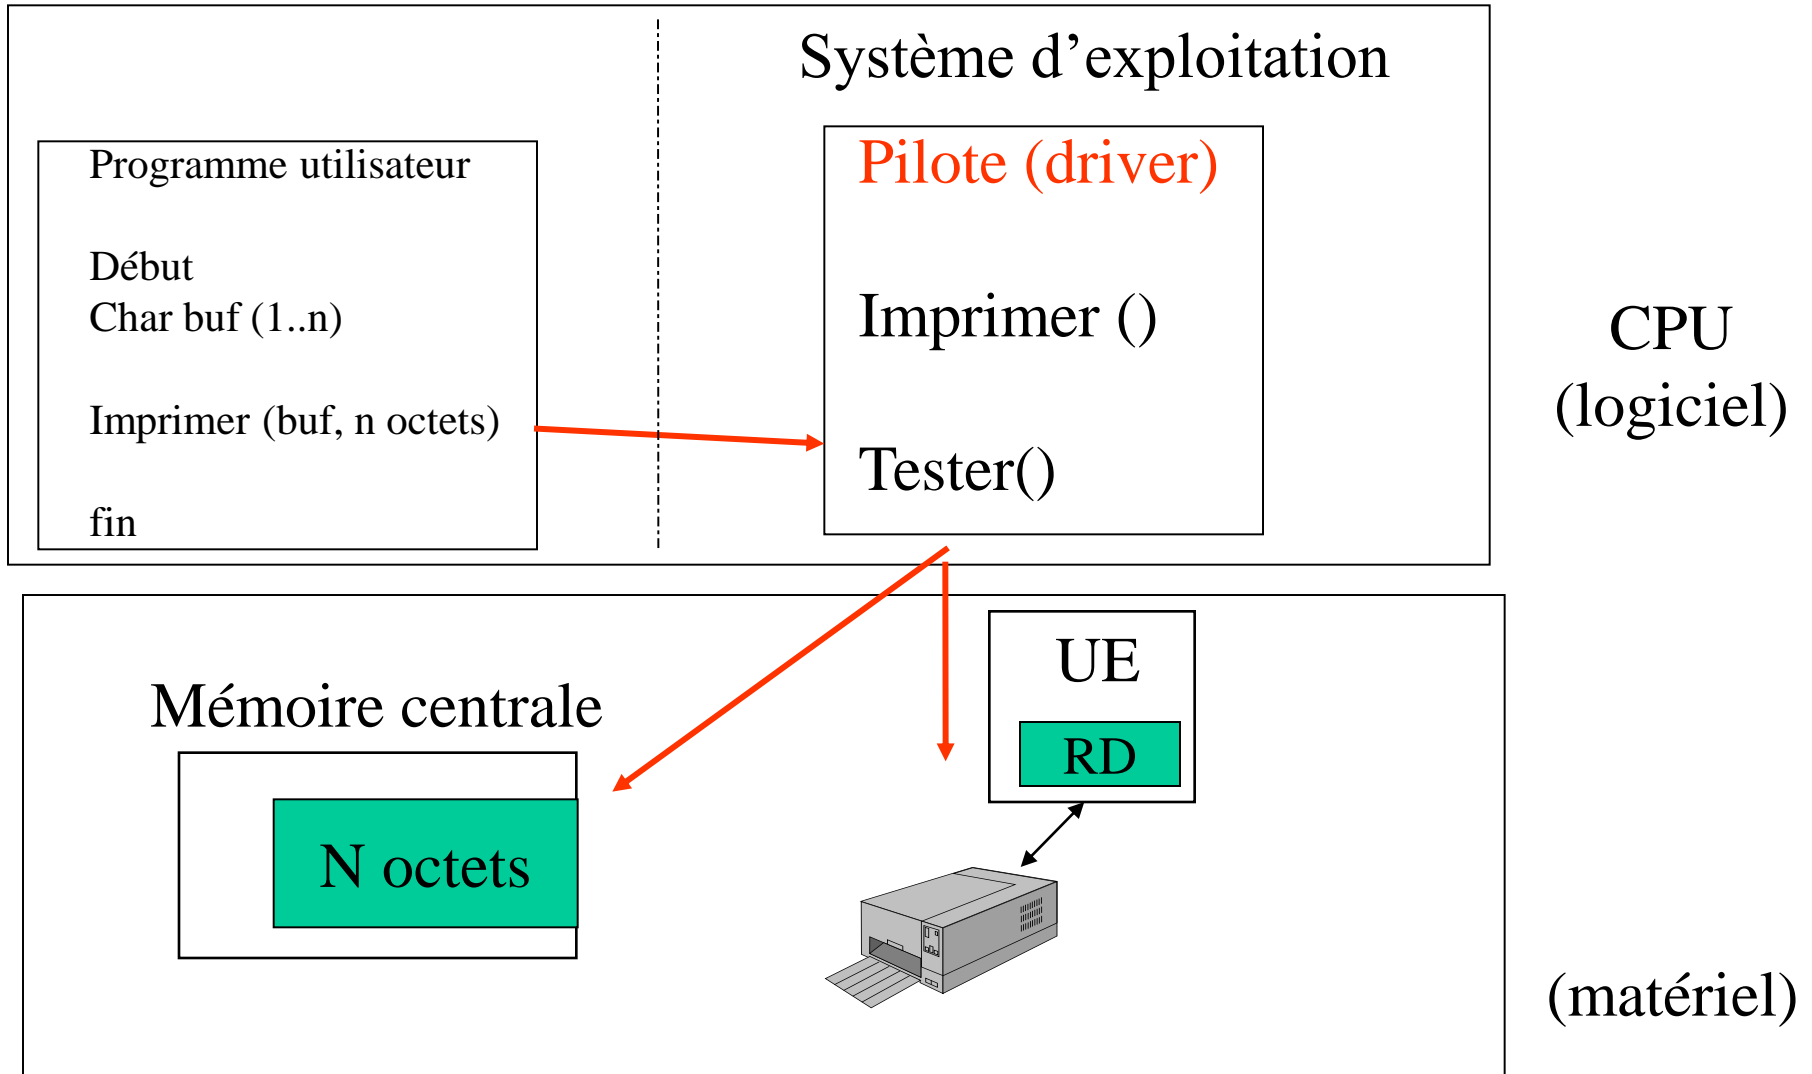 Système d’exploitation
Programme utilisateur
Début
Char buf (1..n)
Imprimer (buf, n octets)
fin
Pilote (driver)
Imprimer ()
Tester()
CPU
(logiciel)
Mémoire centrale
N octets
UE
RD
(matériel)